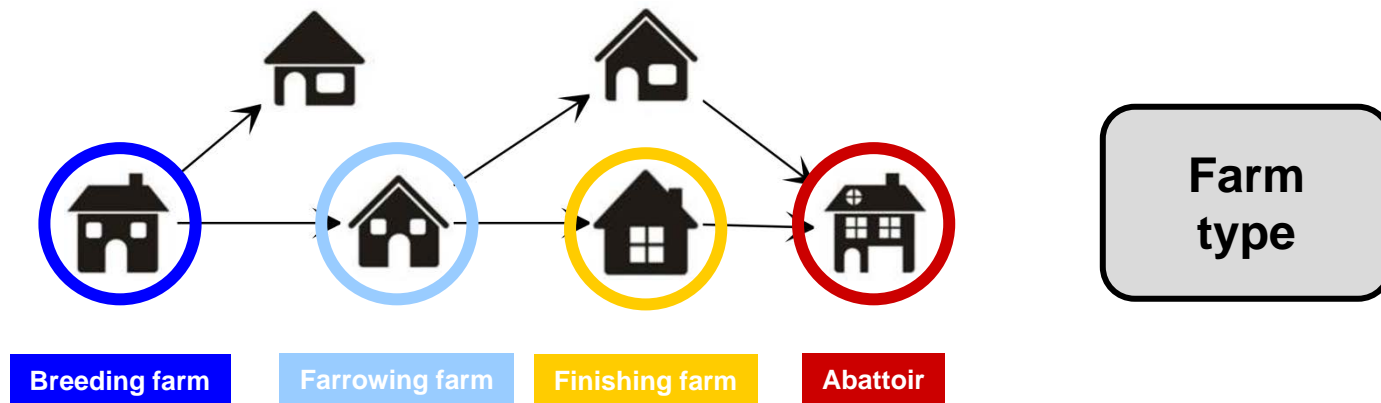 Farm
type
Breeding farm
Farrowing farm
Finishing farm
Abattoir